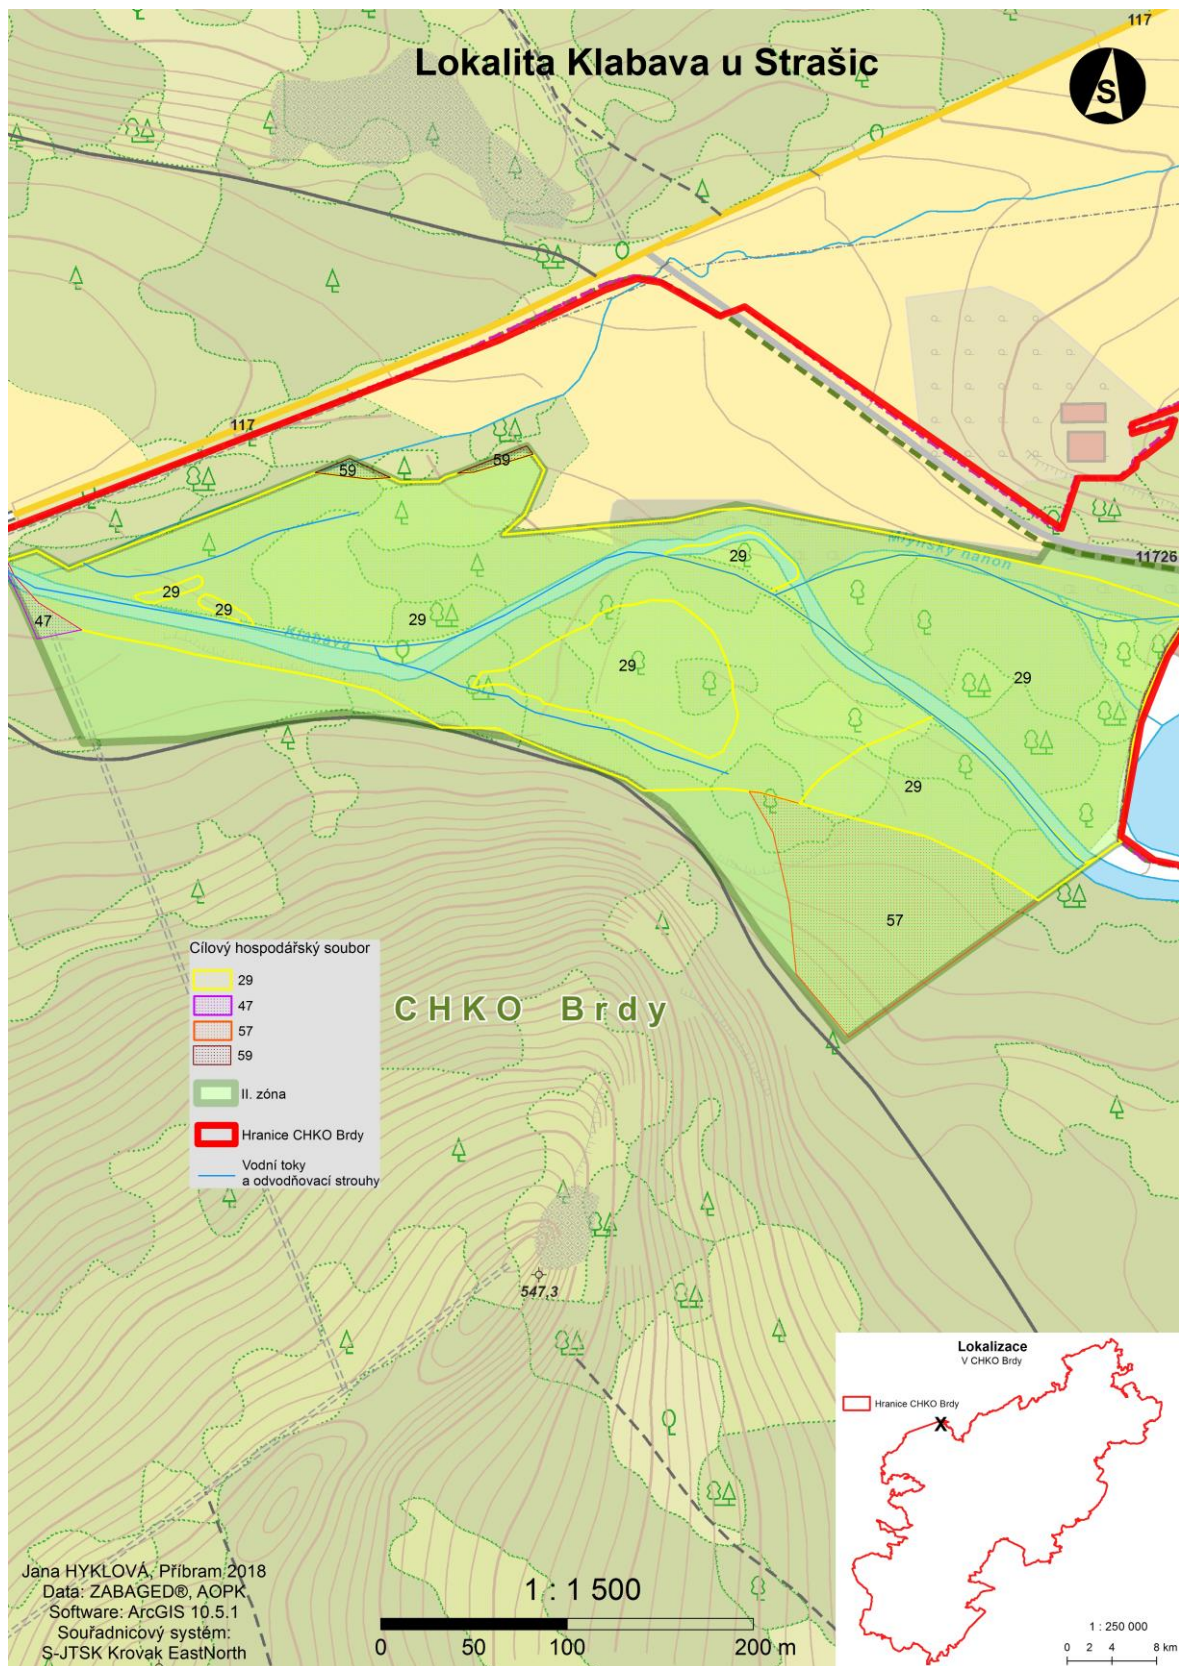 117
Lokalita Klabava u Strašic
S
117
59
59
29
Mlýnský náhon
11726
29
29
29
47
Klabava
29
29
29
57
Cílový hospodářský soubor
29
47
57
59
II. zóna
Hranice CHKO Brdy
Vodní toky
a odvodňovací strouhy
CHKO Brdy
547,3
Lokalizace
V CHKO Brdy
Hranice CHKO Brdy
X
1 : 250 000
0 2 4 8 km
Jana HYKLOVÁ, Příbram 2018
Data: ZABAGED®, AOPK
Software: ArcGIS 10.5.1
Souřadnicový systém:
S-JTSK Krovak EastNorth
1 : 1 500
0 50 100 200 m